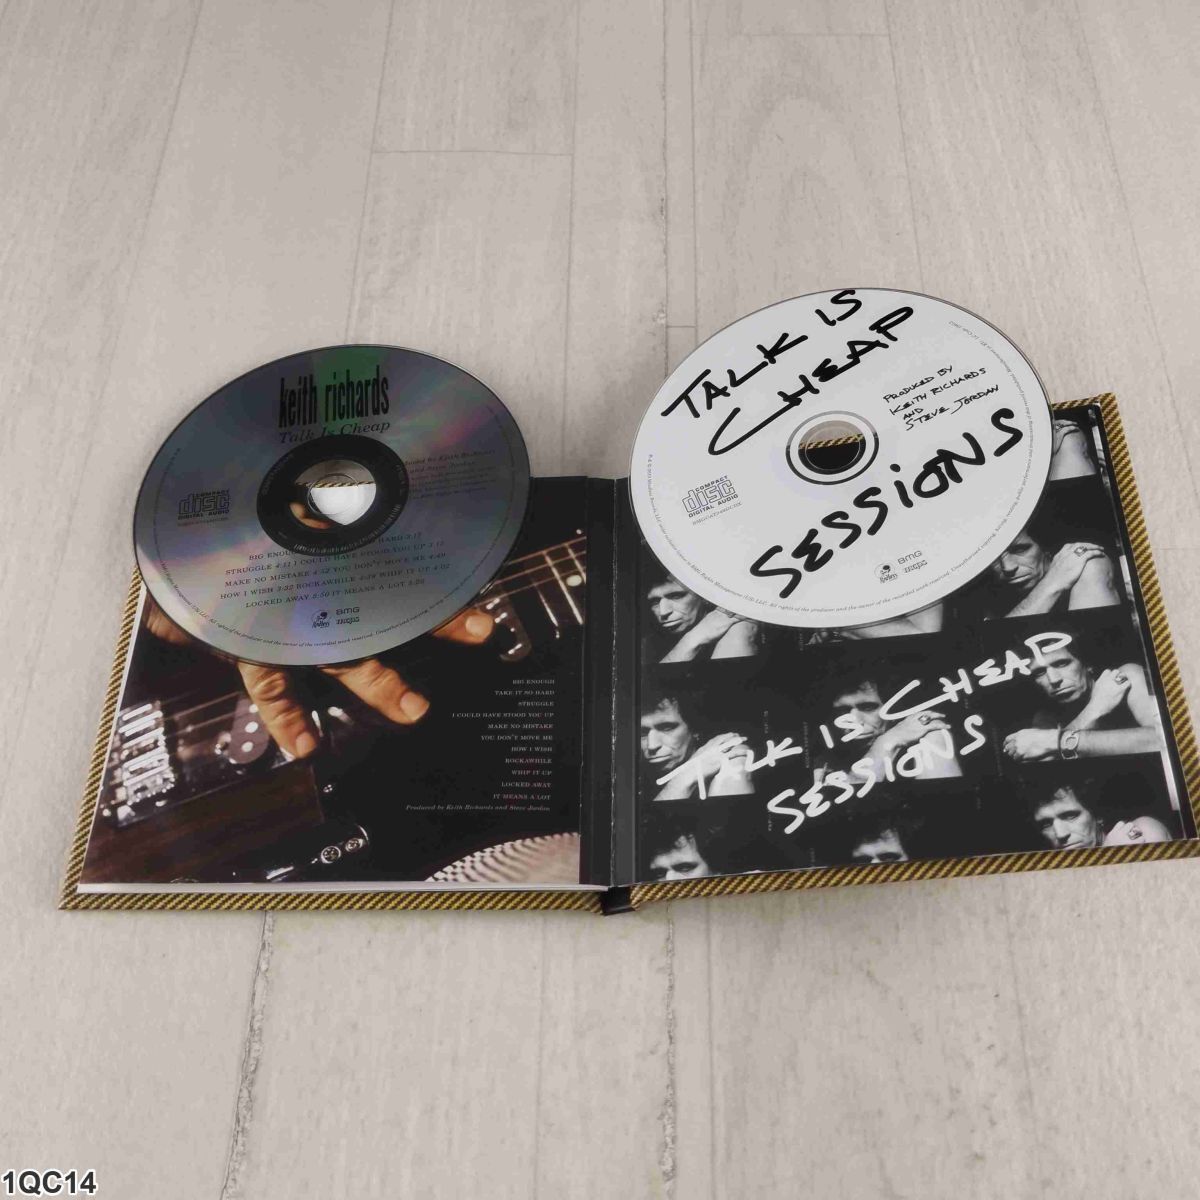 keith richards
Talk Is Cheap
COMPACT
disc
DIGITAL AUDIO
STRUGGLE 4:11 I COULD HAVE STOOD YOU UP 3:12
MAKE NO MISTAKE 4:52 YOU DON'T MOVE ME 4:49
HOW I WISH 3:32 ROCKAWHILE 4:39 WHIP IT UP 4:02
LOCKED AWAY 5:50 IT MEANS A LOT 5:20
BMG
BIG ENOUGH
TAKE IT SO HARD
STRUGGLE
I COULD HAVE STOOD YOU UP
MAKE NO MISTAKE
YOU DON'T MOVE ME
HOW I WISH
ROCKAWHILE
WHIP IT UP
LOCKED AWAY
IT MEANS A LOT
Produced by Keith Richards and Steve Jordan
TALK IS
CHEAP
SESSIONS
PRODUCED BY
KEITH RICHARDS
AND
STEVE JORDAN
COMPACT
disc
DIGITAL AUDIO
BMG
TALK IS CHEAP
SESSIONS
1QC14